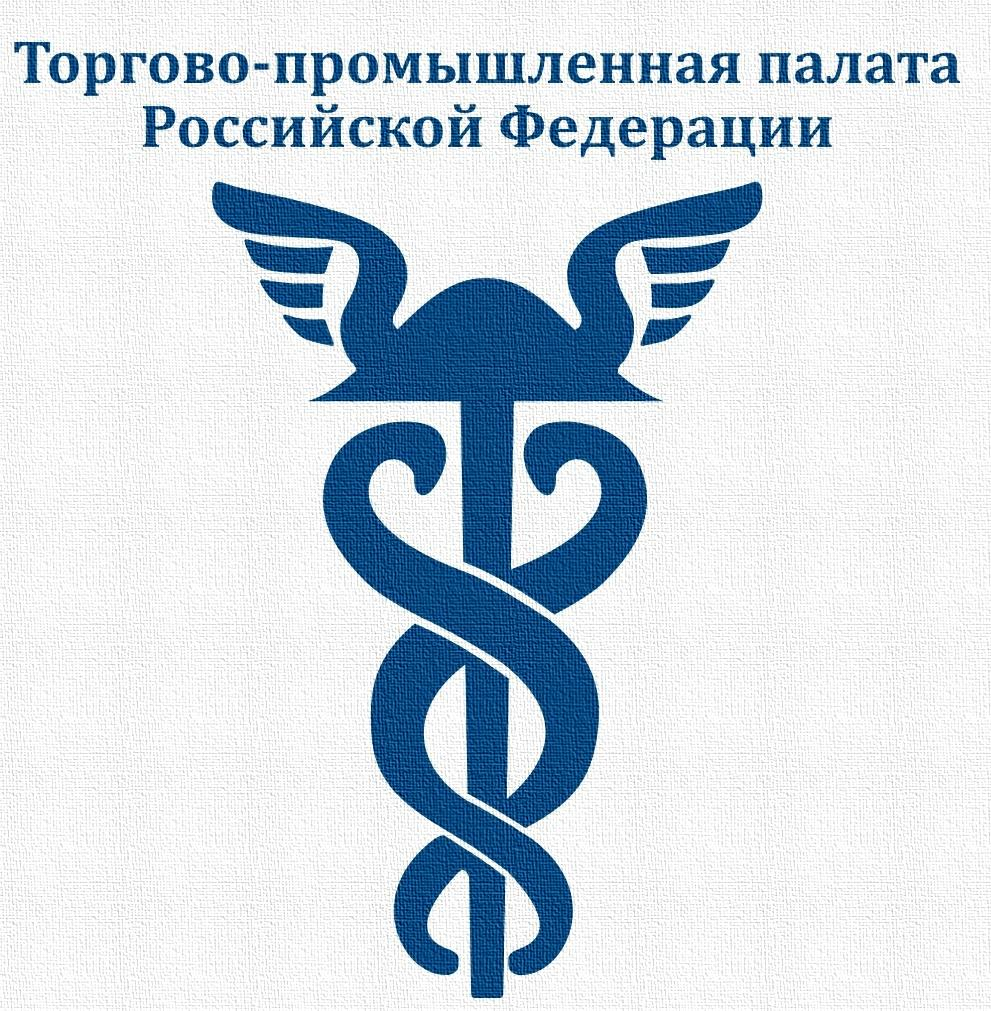 Торгово-промышленная палата
Российской Федерации